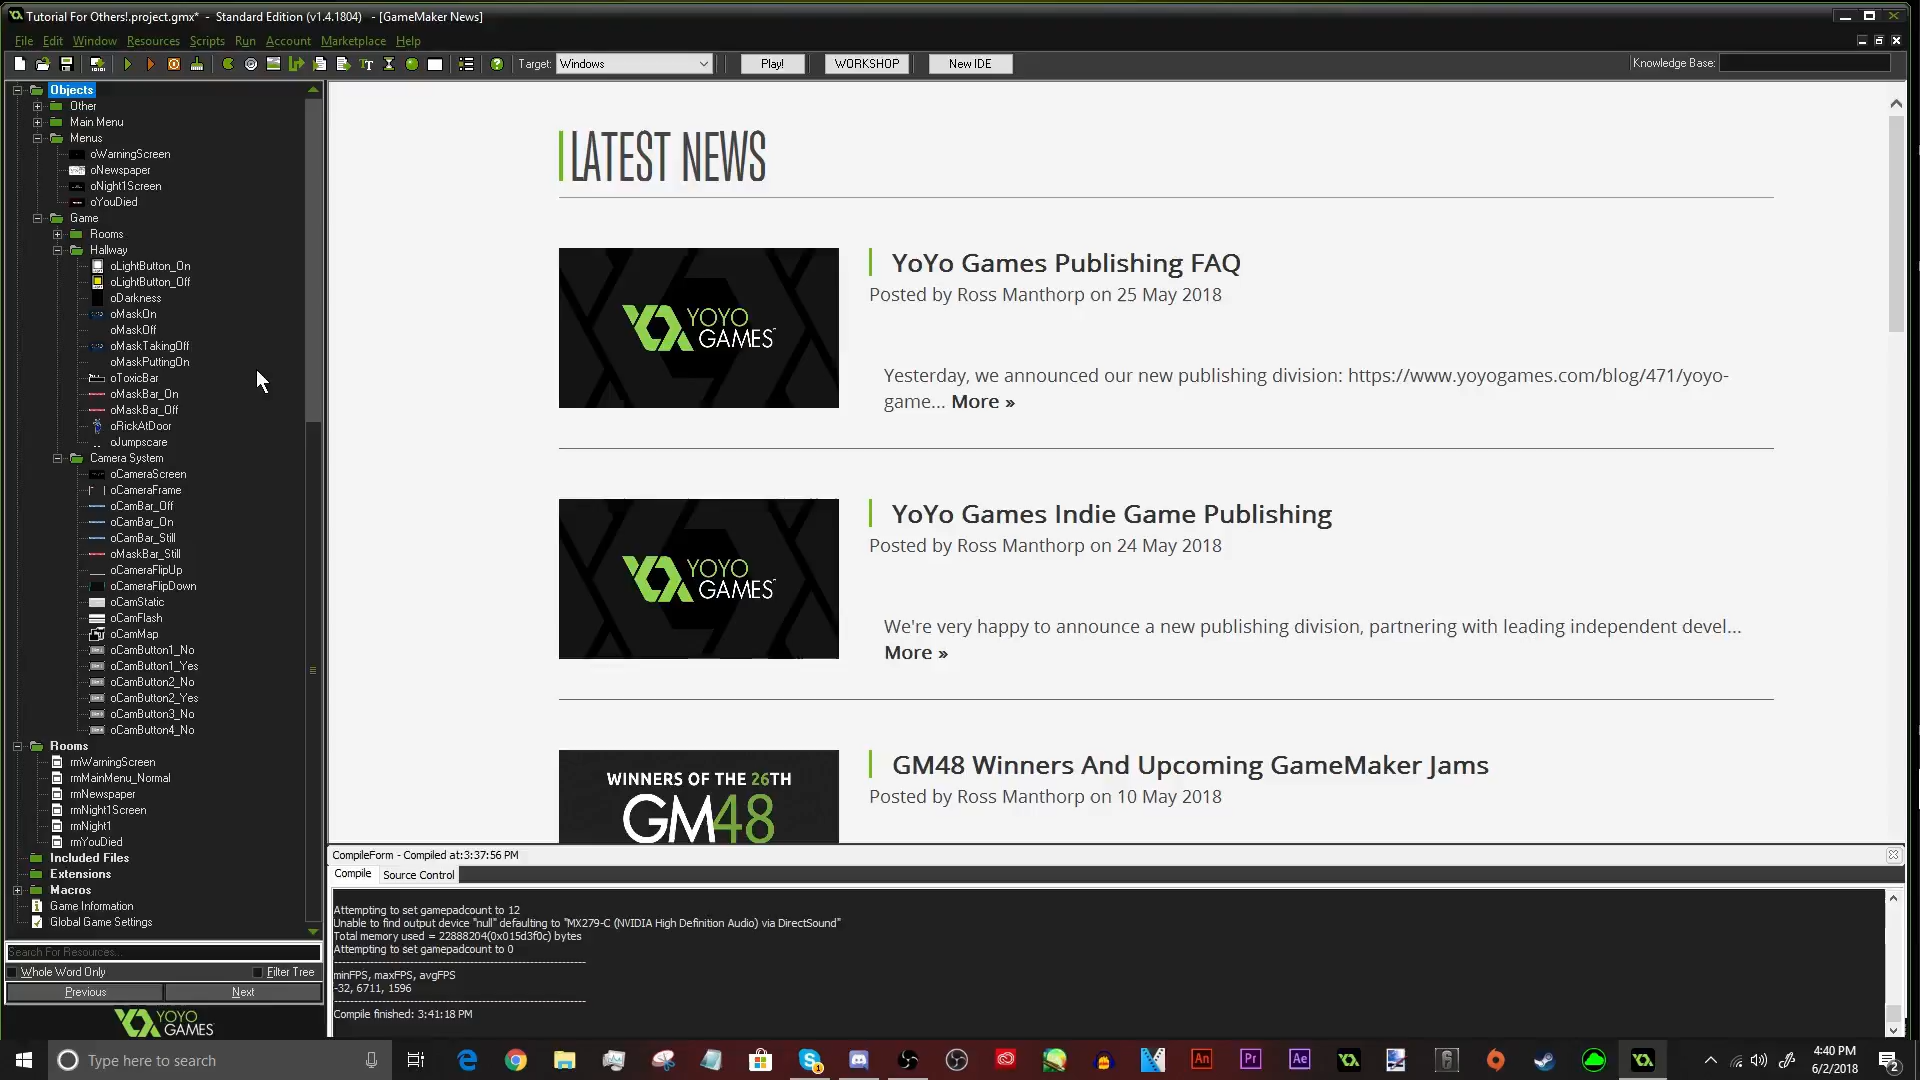 Tutorial For Others!.project.gmx*  -  Standard Edition (v1.4.1804)  - [GameMaker News]
File Edit Window Resources Scripts Run Account Marketplace Help
Target: Windows Play! WORKSHOP New IDE Knowledge Base:
Objects
Other
Main Menu
Menus
oWarningScreen
oNewspaper
oNight1Screen
oYouDied
Game
Rooms
Hallway
oLightButton_On
oLightButton_Off
oDarkness
oMaskOn
oMaskOff
oMaskTakingOff
oMaskPuttingOn
oToxicBar
oMaskBar_On
oMaskBar_Off
oRickAtDoor
oJumpscare
Camera System
oCameraScreen
oCameraFrame
oCamBar_Off
oCamBar_On
oCamBar_Still
oMaskBar_Still
oCameraFlipUp
oCameraFlipDown
oCamStatic
oCamFlash
oCamMap
oCamButton1_No
oCamButton1_Yes
oCamButton2_No
oCamButton2_Yes
oCamButton3_No
oCamButton4_No
Rooms
rmWarningScreen
rmMainMenu_Normal
rmNewspaper
rmNight1Screen
rmNight1
rmYouDied
Included Files
Extensions
Macros
Game Information
Global Game Settings
Search For Resources...
Whole Word Only Filter Tree
Previous Next
YOYO
GAMES
LATEST NEWS
YOYO
GAMES
YoYo Games Publishing FAQ
Posted by Ross Manthorp on 25 May 2018
Yesterday, we announced our new publishing division: https://www.yoyogames.com/blog/471/yoyo-
game... More »
YOYO
GAMES
YoYo Games Indie Game Publishing
Posted by Ross Manthorp on 24 May 2018
We're very happy to announce a new publishing division, partnering with leading independent devel...
More »
WINNERS OF THE 26TH
GM48
GM48 Winners And Upcoming GameMaker Jams
Posted by Ross Manthorp on 10 May 2018
CompileForm - Compiled at:3:37:56 PM
Compile Source Control
Attempting to set gamepadcount to 12
Unable to find output device "null" defaulting to "MX279-C (NVIDIA High Definition Audio) via DirectSound"
Total memory used = 22888204(0x015d3f0c) bytes
Attempting to set gamepadcount to 0
minFPS, maxFPS, avgFPS
-32, 6711, 1596
Compile finished: 3:41:18 PM
Type here to search
An Pr Ae
4:40 PM
6/2/2018